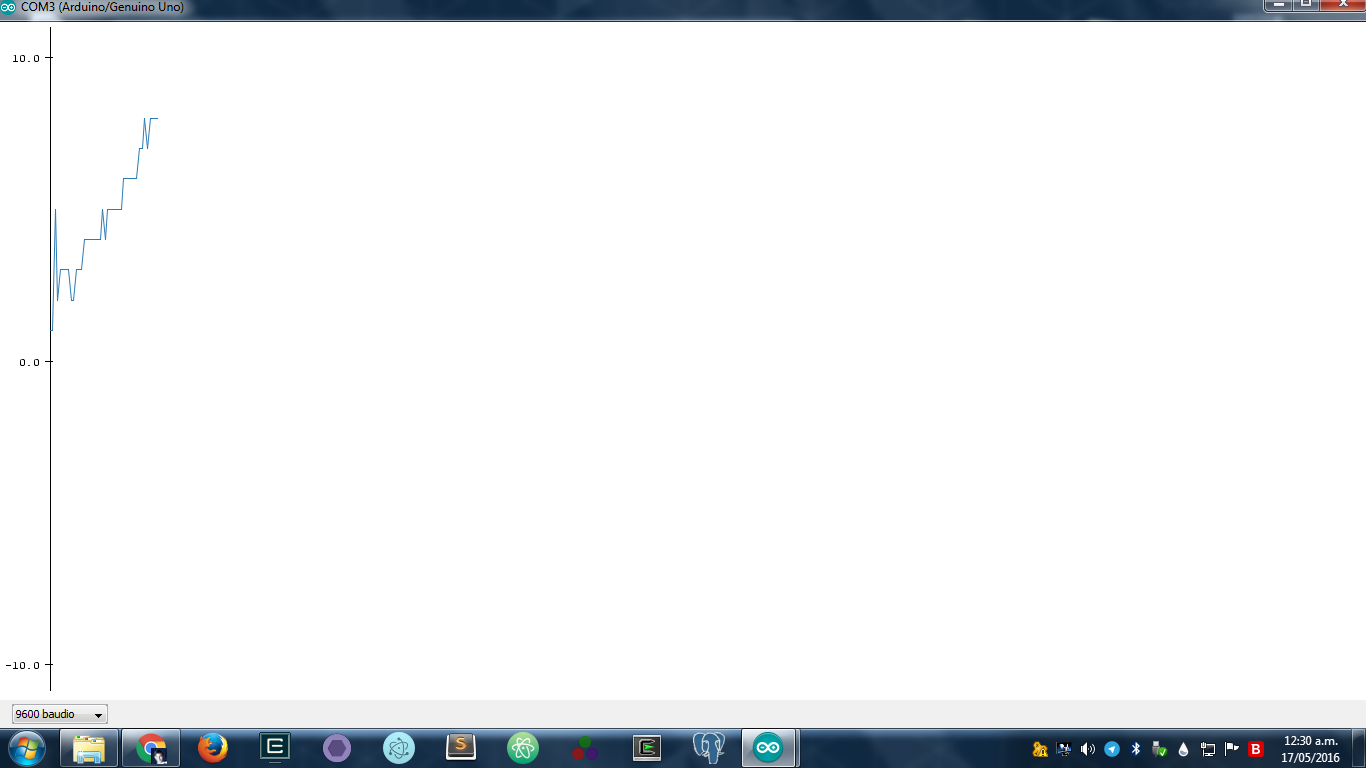 COM3 (Arduino/Genuino Uno)
10.0
0.0
-10.0
9600 baudio
12:30 a.m.
17/05/2016